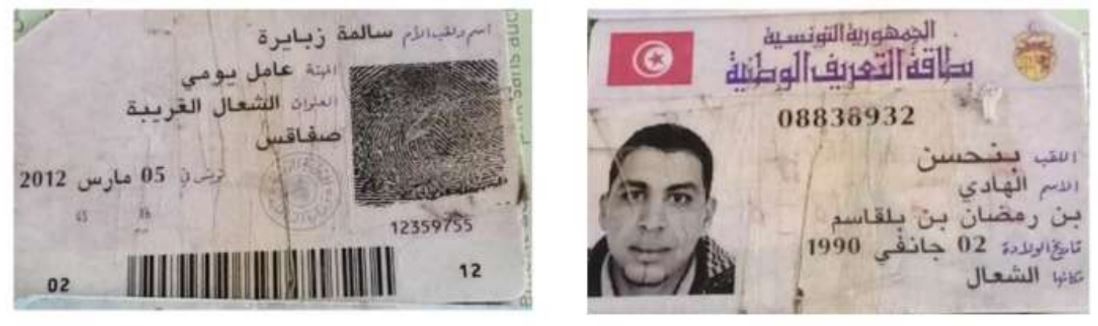 اسم ولقب الأم سالمة زبايرة
المهنة عامل يومي
العنوان الشعال الغريبة
صفاقس
تونس في 05 مارس 2012
12359755
02
12
الجمهورية التونسية
بطاقة التعريف الوطنية
08838932
اللقب بنحسن
الاسم الهادي
بن رمضان بن بلقاسم
تاريخ الولادة 02 جانفي 1990
مكانها الشعال